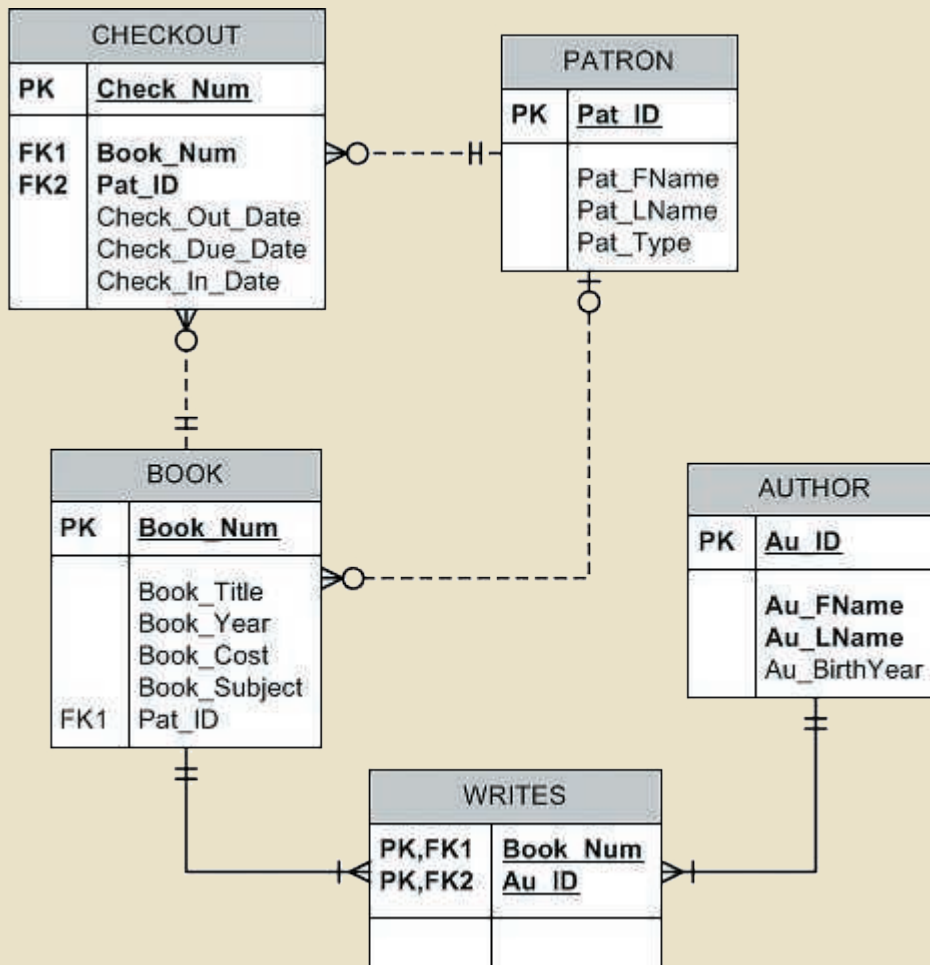 CHECKOUT
PK Check_Num
FK1 Book_Num
FK2 Pat_ID
Check_Out_Date
Check_Due_Date
Check_In_Date
PATRON
PK Pat_ID
Pat_FName
Pat_LName
Pat_Type
BOOK
PK Book_Num
Book_Title
Book_Year
Book_Cost
Book_Subject
FK1 Pat_ID
AUTHOR
PK Au_ID
Au_FName
Au_LName
Au_BirthYear
WRITES
PK,FK1 Book_Num
PK,FK2 Au_ID